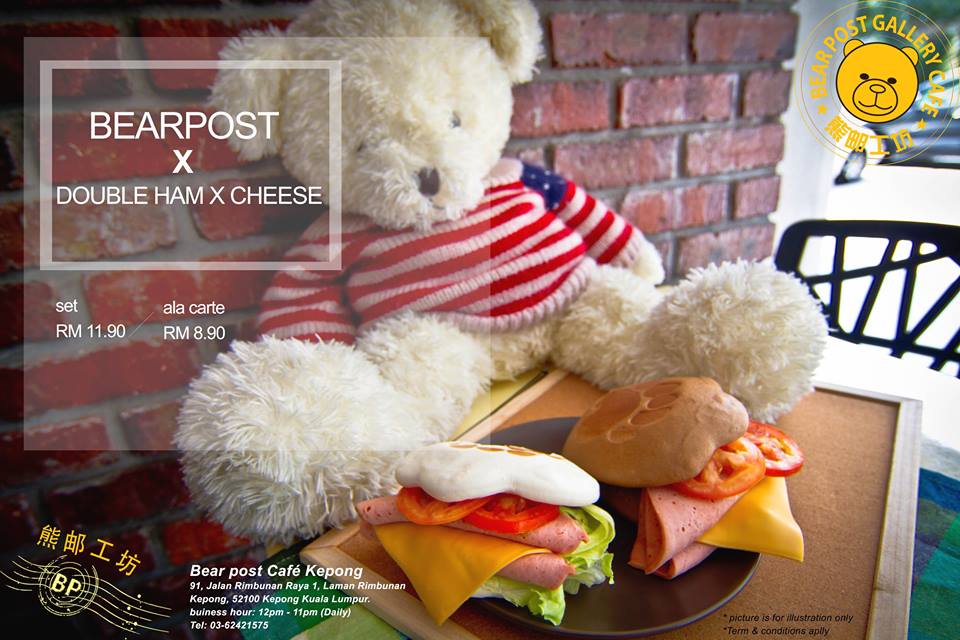 BEARPOST
X
DOUBLE HAM X CHEESE
set
RM 11.90
ala carte
RM 8.90
BEAR POST GALLERY CAFE
熊邮工坊
熊邮工坊
BP
Bear post Café Kepong
91, Jalan Rimbunan Raya 1, Laman Rimbunan
Kepong, 52100 Kepong Kuala Lumpur.
buiness hour: 12pm - 11pm (Daily)
Tel: 03-62421575
* picture is for illustration only
*Term & conditions aplly